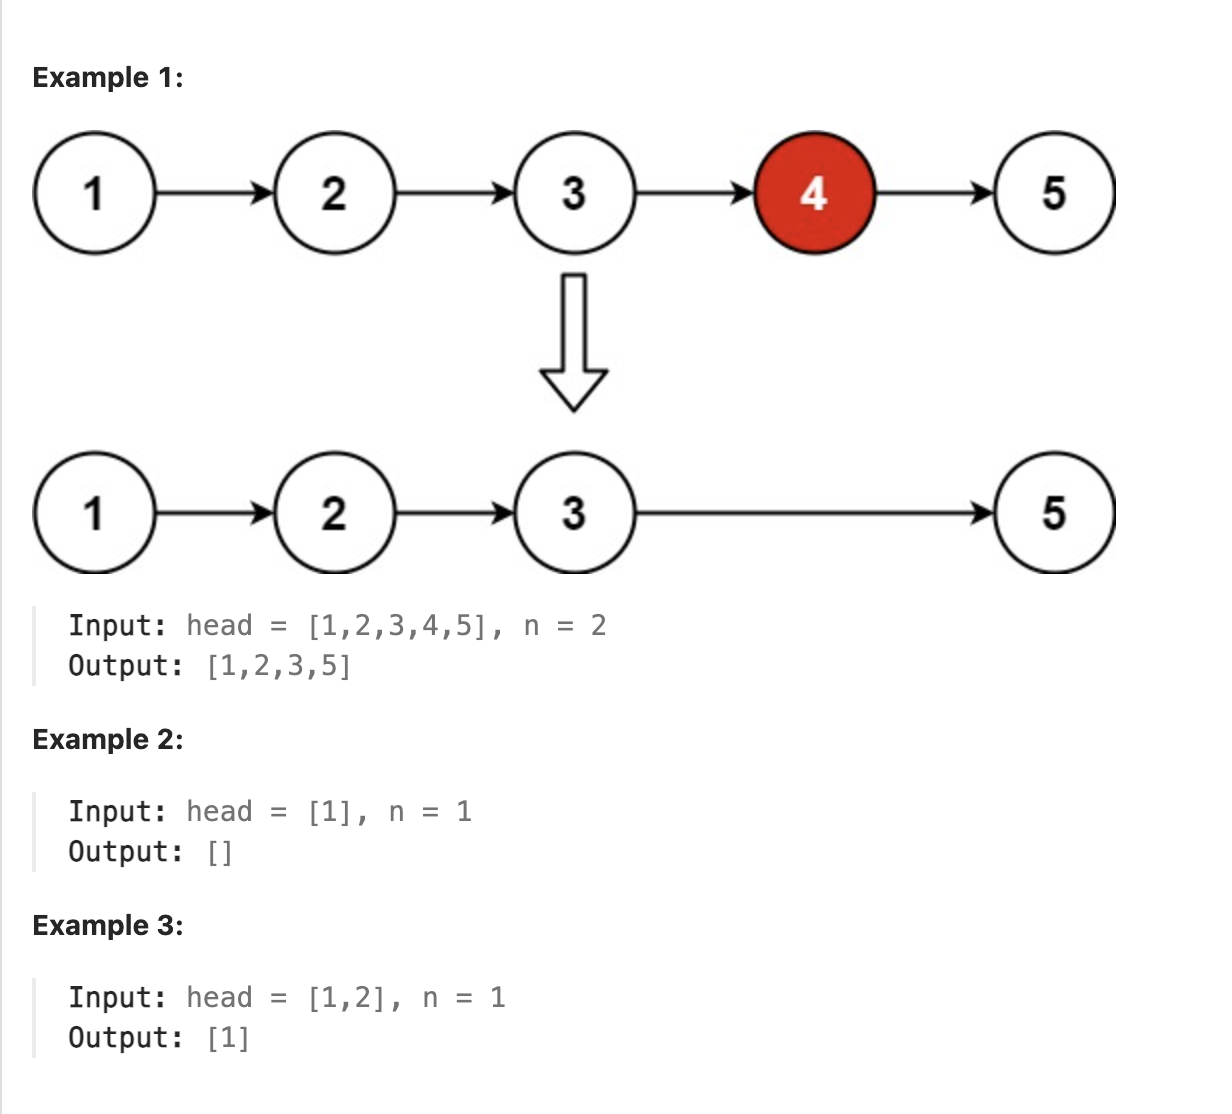 Example 1:
1 2 3 4 5
1 2 3 5
Input: head = [1,2,3,4,5], n = 2
Output: [1,2,3,5]
Example 2:
Input: head = [1], n = 1
Output: []
Example 3:
Input: head = [1,2], n = 1
Output: [1]